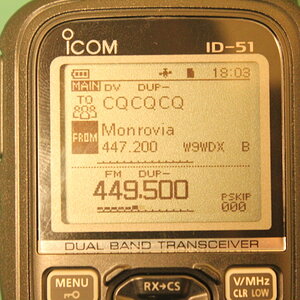 ICOM ID-51
18:03
MAIN DV DUP-
TO CQCQCQ
FROM Monrovia
447.200 W9WDX B
FM DUP-
449.500 PSKIP
000
DUAL BAND TRANSCEIVER
MENU RX→CS V/MHz
CLR LOW